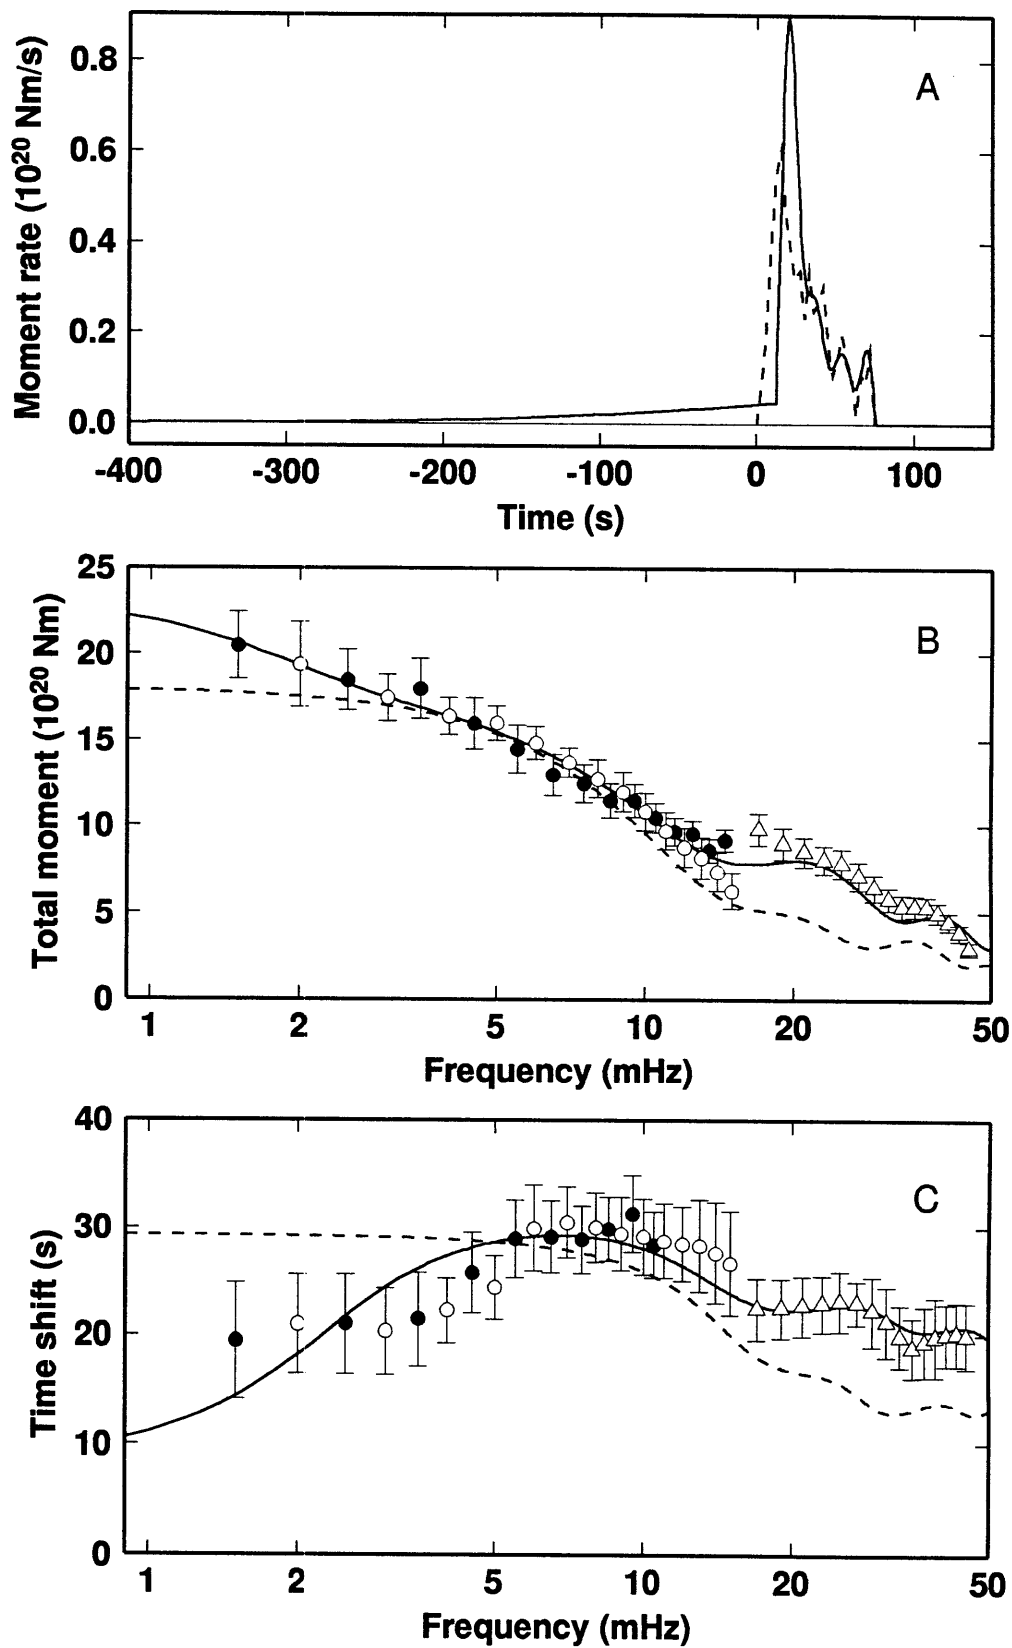 A
Moment rate (10²⁰ Nm/s)
0.8
0.6
0.4
0.2
0.0
-400 -300 -200 -100 0 100
Time (s)
B
Total moment (10²⁰ Nm)
25
20
15
10
5
0
1 2 5 10 20 50
Frequency (mHz)
C
Time shift (s)
40
30
20
10
0
1 2 5 10 20 50
Frequency (mHz)